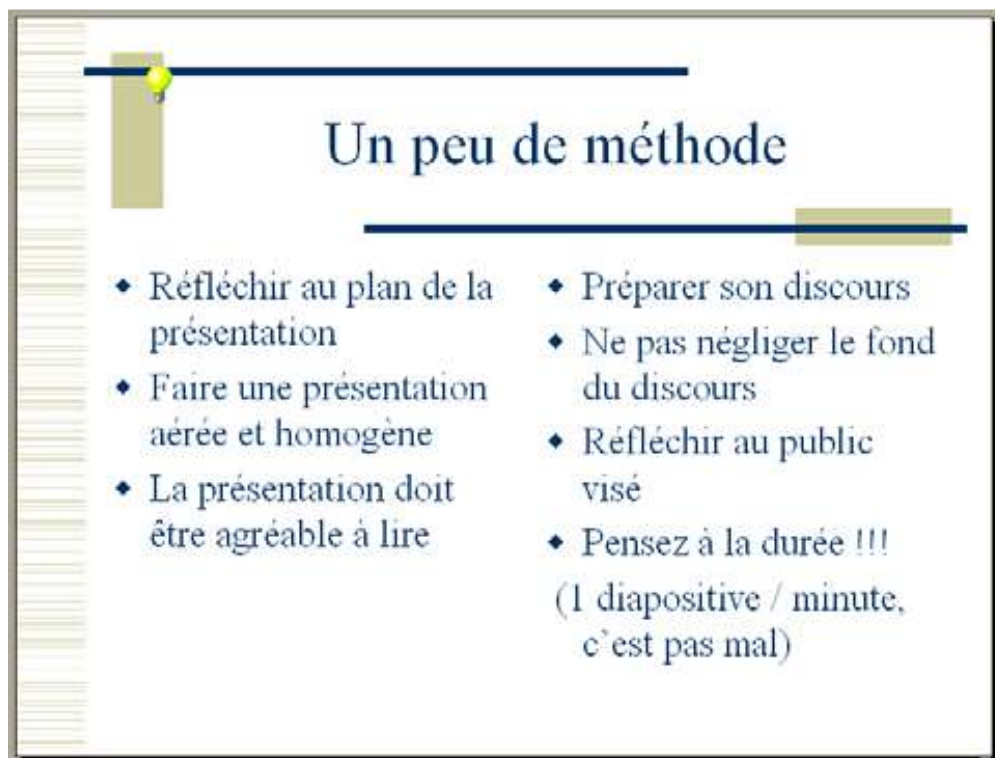 Un peu de méthode
◆ Réfléchir au plan de la
présentation
◆ Faire une présentation
aérée et homogène
◆ La présentation doit
être agréable à lire
◆ Préparer son discours
◆ Ne pas négliger le fond
du discours
◆ Réfléchir au public
visé
◆ Pensez à la durée !!!
(1 diapositive / minute,
c`est pas mal)